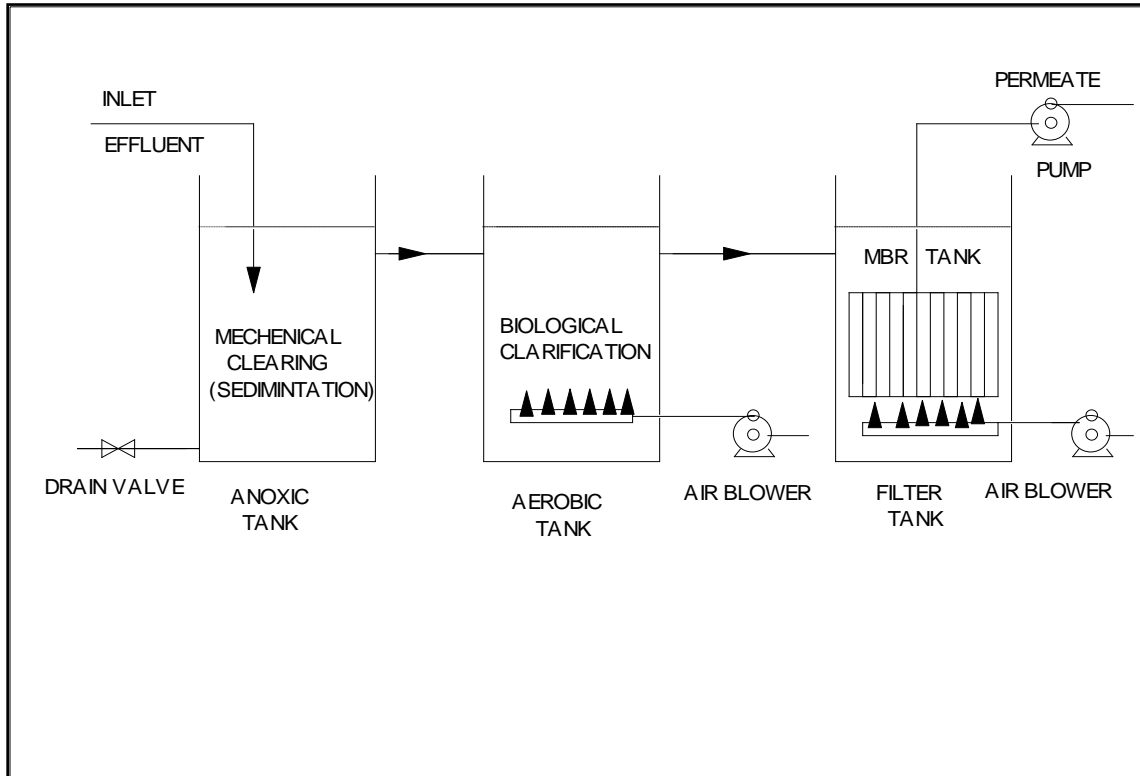 INLET
EFFLUENT
PERMEATE
PUMP
MBR TANK
MECHENICAL
CLEARING
(SEDIMINTATION)
BIOLOGICAL
CLARIFICATION
DRAIN VALVE
ANOXIC
TANK
AEROBIC
TANK
AIR BLOWER
FILTER
TANK
AIR BLOWER